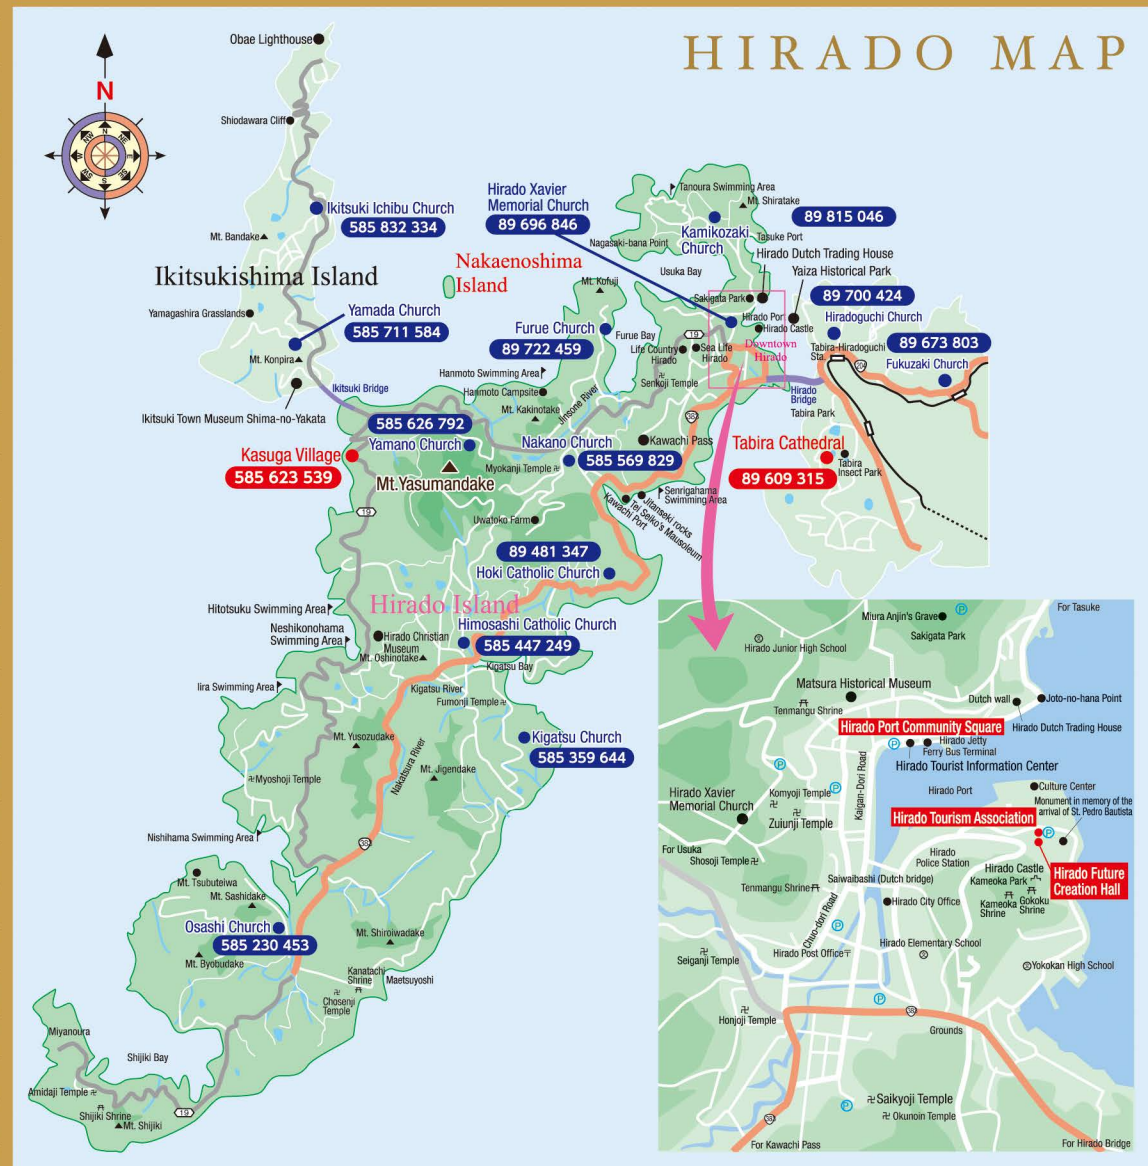 HIRADO MAP
N
N
NE
E
SE
S
SW
W
NW
Obae Lighthouse
Shiodawara Cliff
Ikitsuki Ichibu Church
585 832 334
Mt. Bandake
Ikitsukishima Island
Yamagashira Grasslands
Yamada Church
585 711 584
Mt. Konpira
Ikitsuki Town Museum Shima-no-Yakata
Ikitsuki Bridge
Nakaenoshima
Island
Hirado Xavier
Memorial Church
89 696 846
Tanoura Swimming Area
Mt. Shiratake
Kamikozaki
Church
89 815 046
Tasuke Port
Nagasaki-bana Point
Hirado Dutch Trading House
Usuka Bay
Yaiza Historical Park
Mt. Kofuji
Sakigata Park
89 700 424
Hiradoguchi Church
Hirado Port
Hirado Castle
Furue Church
89 722 459
Furue Bay
19
Downtown
Hirado
Life Country
Hirado
Sea Life
Hirado
Senkoji Temple
Tabira-Hiradoguchi
Sta.
89 673 803
Fukuzaki Church
204
Hirado
Bridge
Tabira Park
Hanmoto Swimming Area
Hanmoto Campsite
Jinsone River
Mt. Kakinotake
383
585 626 792
Yamano Church
Nakano Church
585 569 829
Kawachi Pass
Tabira Cathedral
89 609 315
Tabira
Insect Park
Kasuga Village
585 623 539
Mt.Yasumandake
Myokanji Temple
Senrigahama
Swimming Area
Jitanseki rocks
Tei Seiko's Mausoleum
Kawachi Port
19
Uwatoko Farm
89 481 347
Hoki Catholic Church
Hirado Island
Hitotsuku Swimming Area
Neshikonohama
Swimming Area
Hirado Christian
Museum
Mt. Oshinotake
Himosashi Catholic Church
585 447 249
Kigatsu Bay
Iira Swimming Area
Kigatsu River
Fumonji Temple
Mt. Yusozudake
Nakatsura River
Kigatsu Church
585 359 644
Mt. Jigendake
Myoshoji Temple
Nishihama Swimming Area
383
Mt. Tsubuteiwa
Mt. Sashidake
Osashi Church
585 230 453
Mt. Byobudake
Mt. Shiroiwadake
Kanatachi
Shrine
Maetsuyoshi
Chosenji
Temple
Miyanoura
Shijiki Bay
Amidaji Temple
Shijiki Shrine
19
Mt. Shijiki
Miura Anjin's Grave
P
For Tasuke
Sakigata Park
Hirado Junior High School
Matsura Historical Museum
Tenmangu Shrine
Dutch wall
Joto-no-hana Point
Hirado Dutch Trading House
Hirado Port Community Square
P
Hirado Jetty
Ferry Bus Terminal
Hirado Tourist Information Center
P
Kaigan-Dori Road
P
Komyoji Temple
Hirado Port
Culture Center
Hirado Xavier
Memorial Church
Zuiunji Temple
Monument in memory of the
arrival of St. Pedro Bautista
Hirado Tourism Association
P
For Usuka
Shosoji Temple
Hirado
Police Station
Hirado Castle
Hirado Future
Creation Hall
Kameoka Park
Tenmangu Shrine
Saiwaibashi (Dutch bridge)
Kameoka
Shrine
Gokoku
Shrine
Hirado City Office
Chuo-dori Road
P
Hirado Elementary School
Seiganji Temple
Hirado Post Office
Yokokan High School
P
Honjoji Temple
383
Grounds
Saikyoji Temple
P
Okunoin Temple
383
For Kawachi Pass
For Hirado Bridge